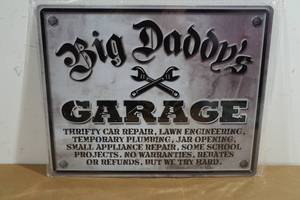 Big Daddy's
GARAGE
THRIFTY CAR REPAIR, LAWN ENGINEERING,
TEMPORARY PLUMBING, JAR OPENING,
SMALL APPLIANCE REPAIR, SOME SCHOOL
PROJECTS. NO WARRANTIES, REBATES
OR REFUNDS, BUT WE TRY HARD.